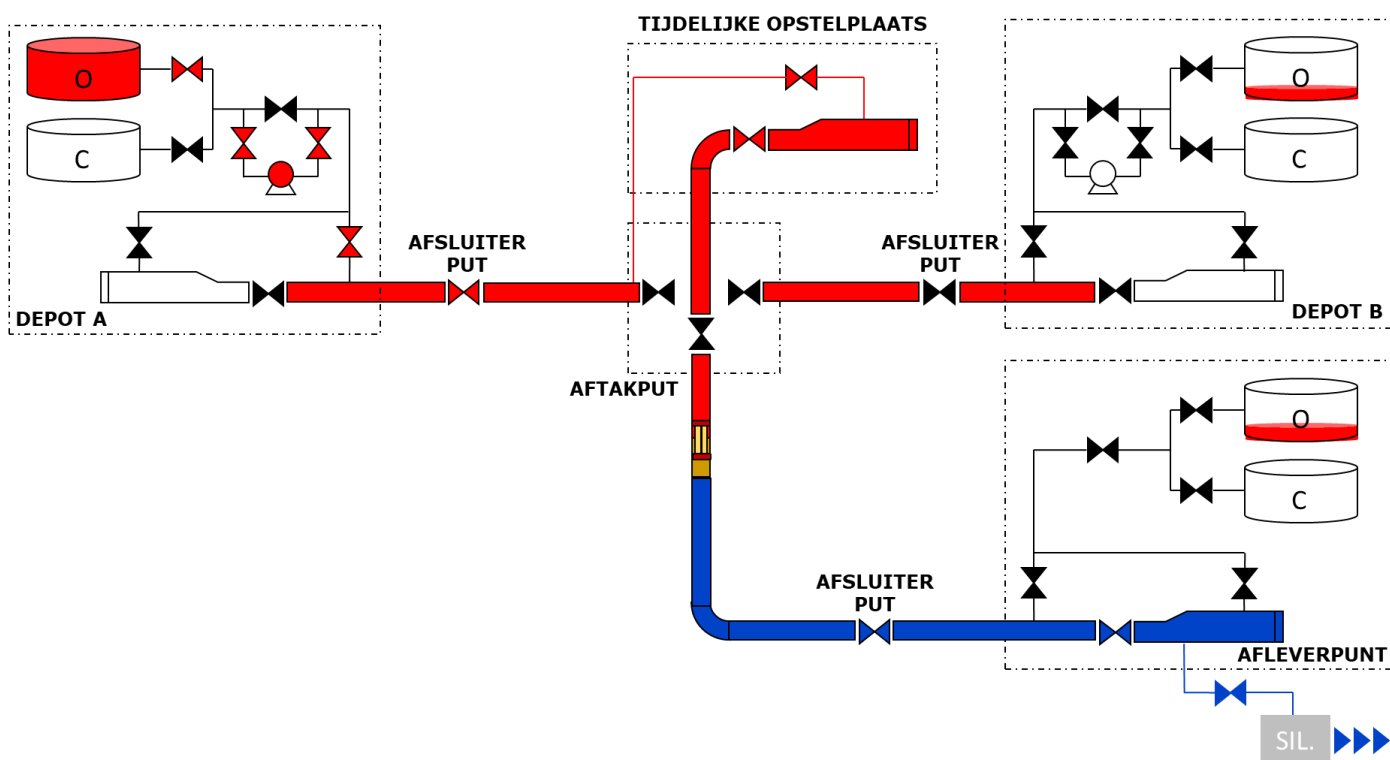 TIJDELIJKE OPSTELPLAATS
O
C
O
C
AFSLUITER
PUT
AFSLUITER
PUT
DEPOT A
DEPOT B
AFTAKPUT
O
C
AFSLUITER
PUT
AFLEVERPUNT
SIL.